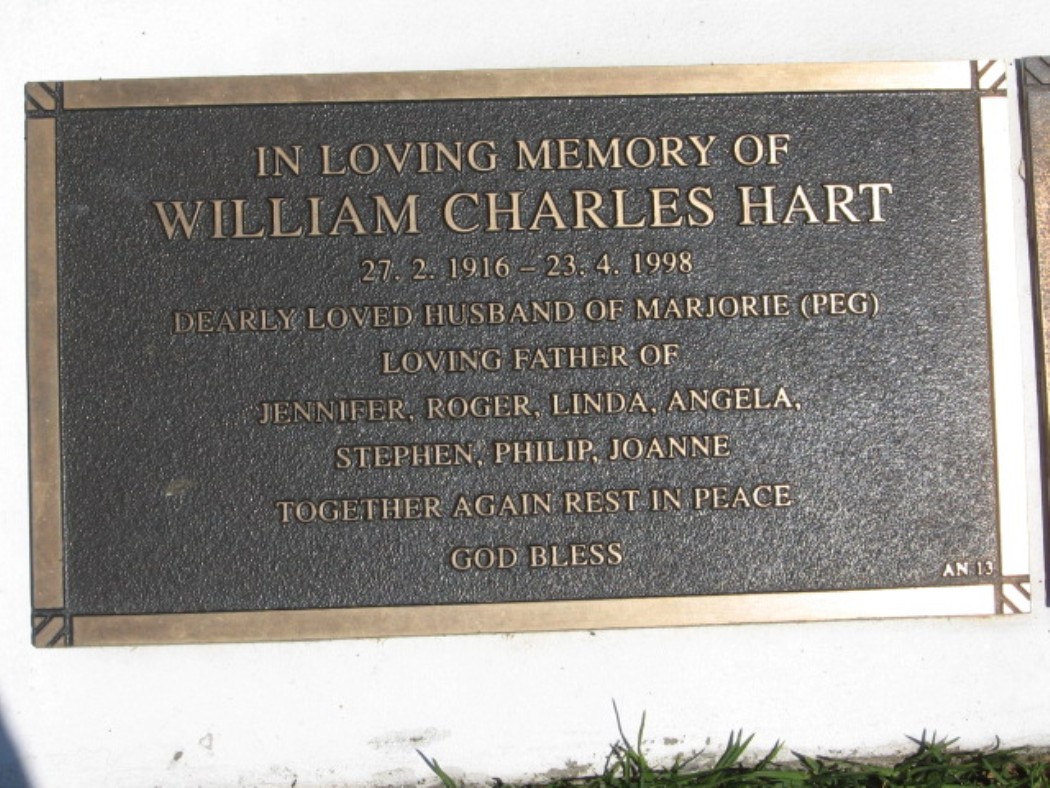 IN LOVING MEMORY OF
WILLIAM CHARLES HART
27. 2. 1916 – 23. 4. 1998
DEARLY LOVED HUSBAND OF MARJORIE (PEG)
LOVING FATHER OF
JENNIFER, ROGER, LINDA, ANGELA,
STEPHEN, PHILIP, JOANNE
TOGETHER AGAIN REST IN PEACE
GOD BLESS
AN 13